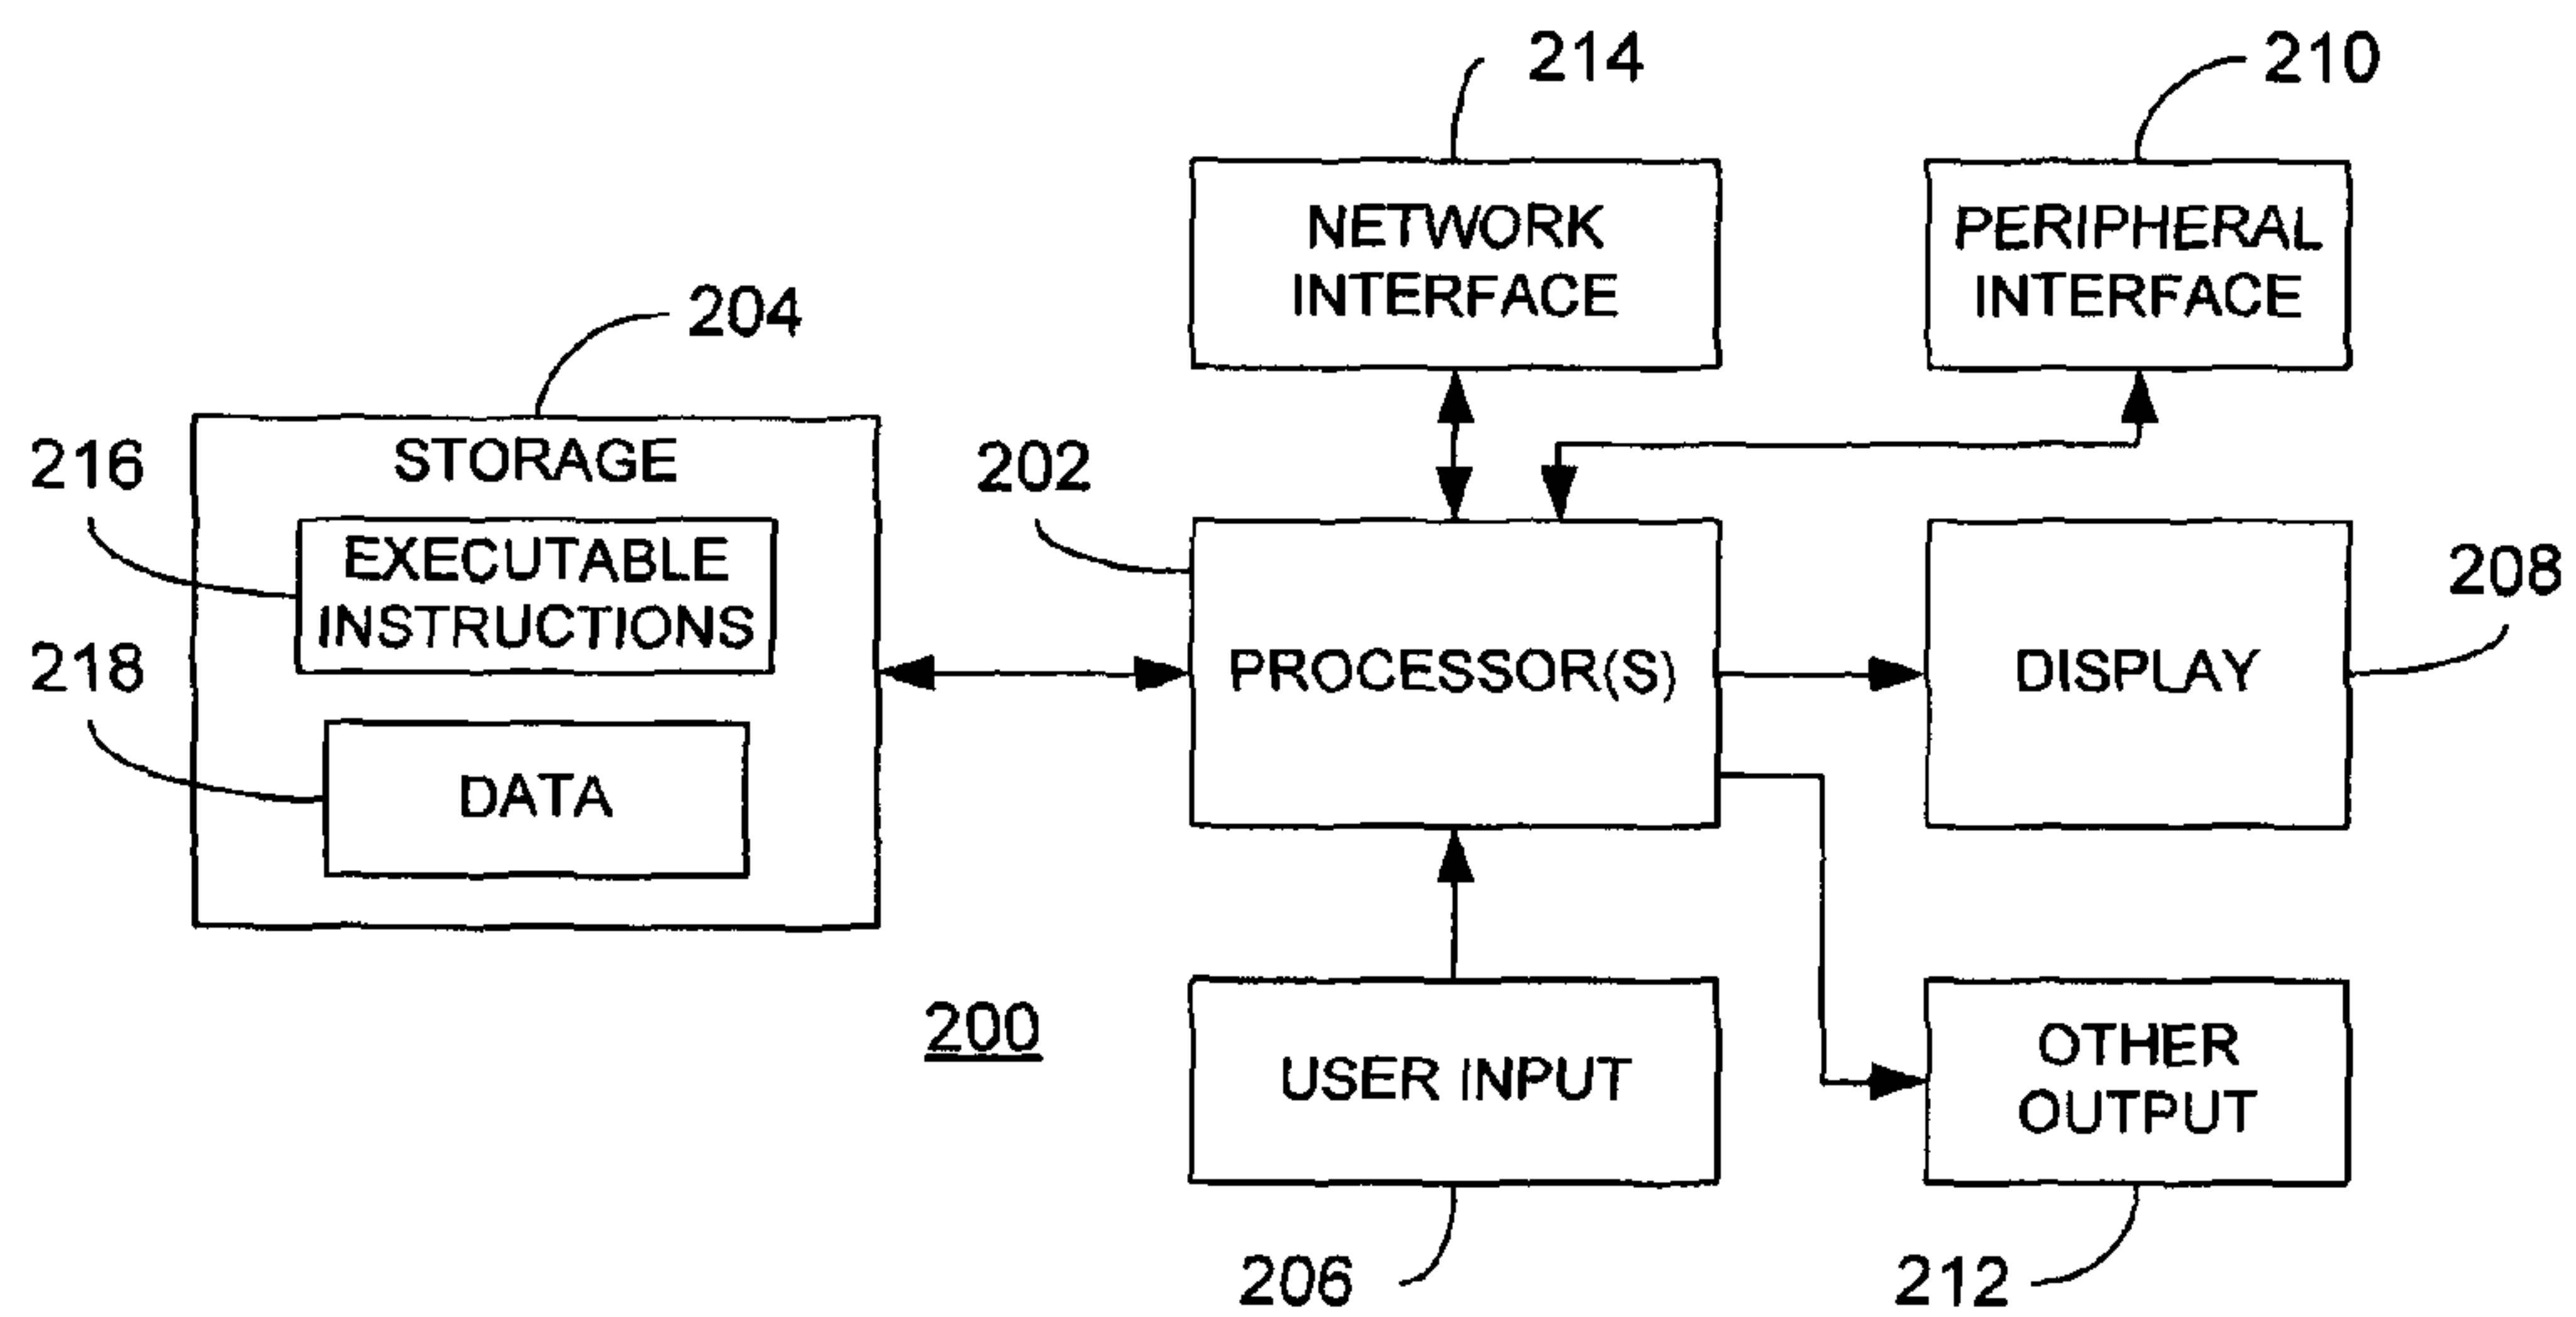 214
210
NETWORK
INTERFACE
PERIPHERAL
INTERFACE
204
STORAGE
216
EXECUTABLE
INSTRUCTIONS
218
DATA
202
PROCESSOR(S)
DISPLAY
208
200
USER INPUT
OTHER
OUTPUT
206
212